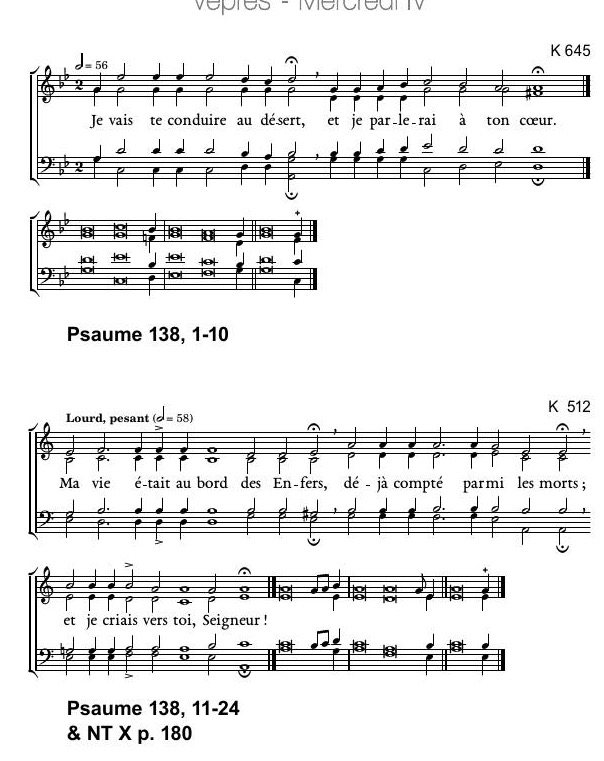 Vêpres - Mercredi IV
K 645
= 56
Je vais te conduire au désert, et je par-le-rai à ton cœur.
Psaume 138, 1-10
K 512
Lourd, pesant (𝅗𝅥 = 58)
Ma vie é-tait au bord des En-fers, dé-jà compté parmi les morts ;
et je criais vers toi, Seigneur !
Psaume 138, 11-24
& NT X p. 180